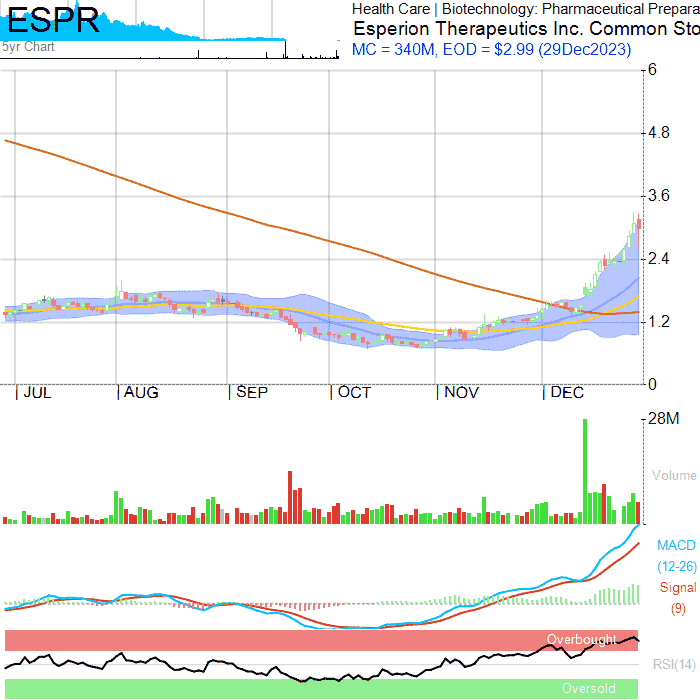 ESPR
5yr Chart
Health Care | Biotechnology: Pharmaceutical Prepara
Esperion Therapeutics Inc. Common Sto
MC = 340M, EOD = $2.99 (29Dec2023)
6
4.8
3.6
2.4
1.2
0
JUL AUG SEP OCT NOV DEC
28M
Volume
MACD
(12-26)
Signal
(9)
Overbought
RSI(14)
Oversold